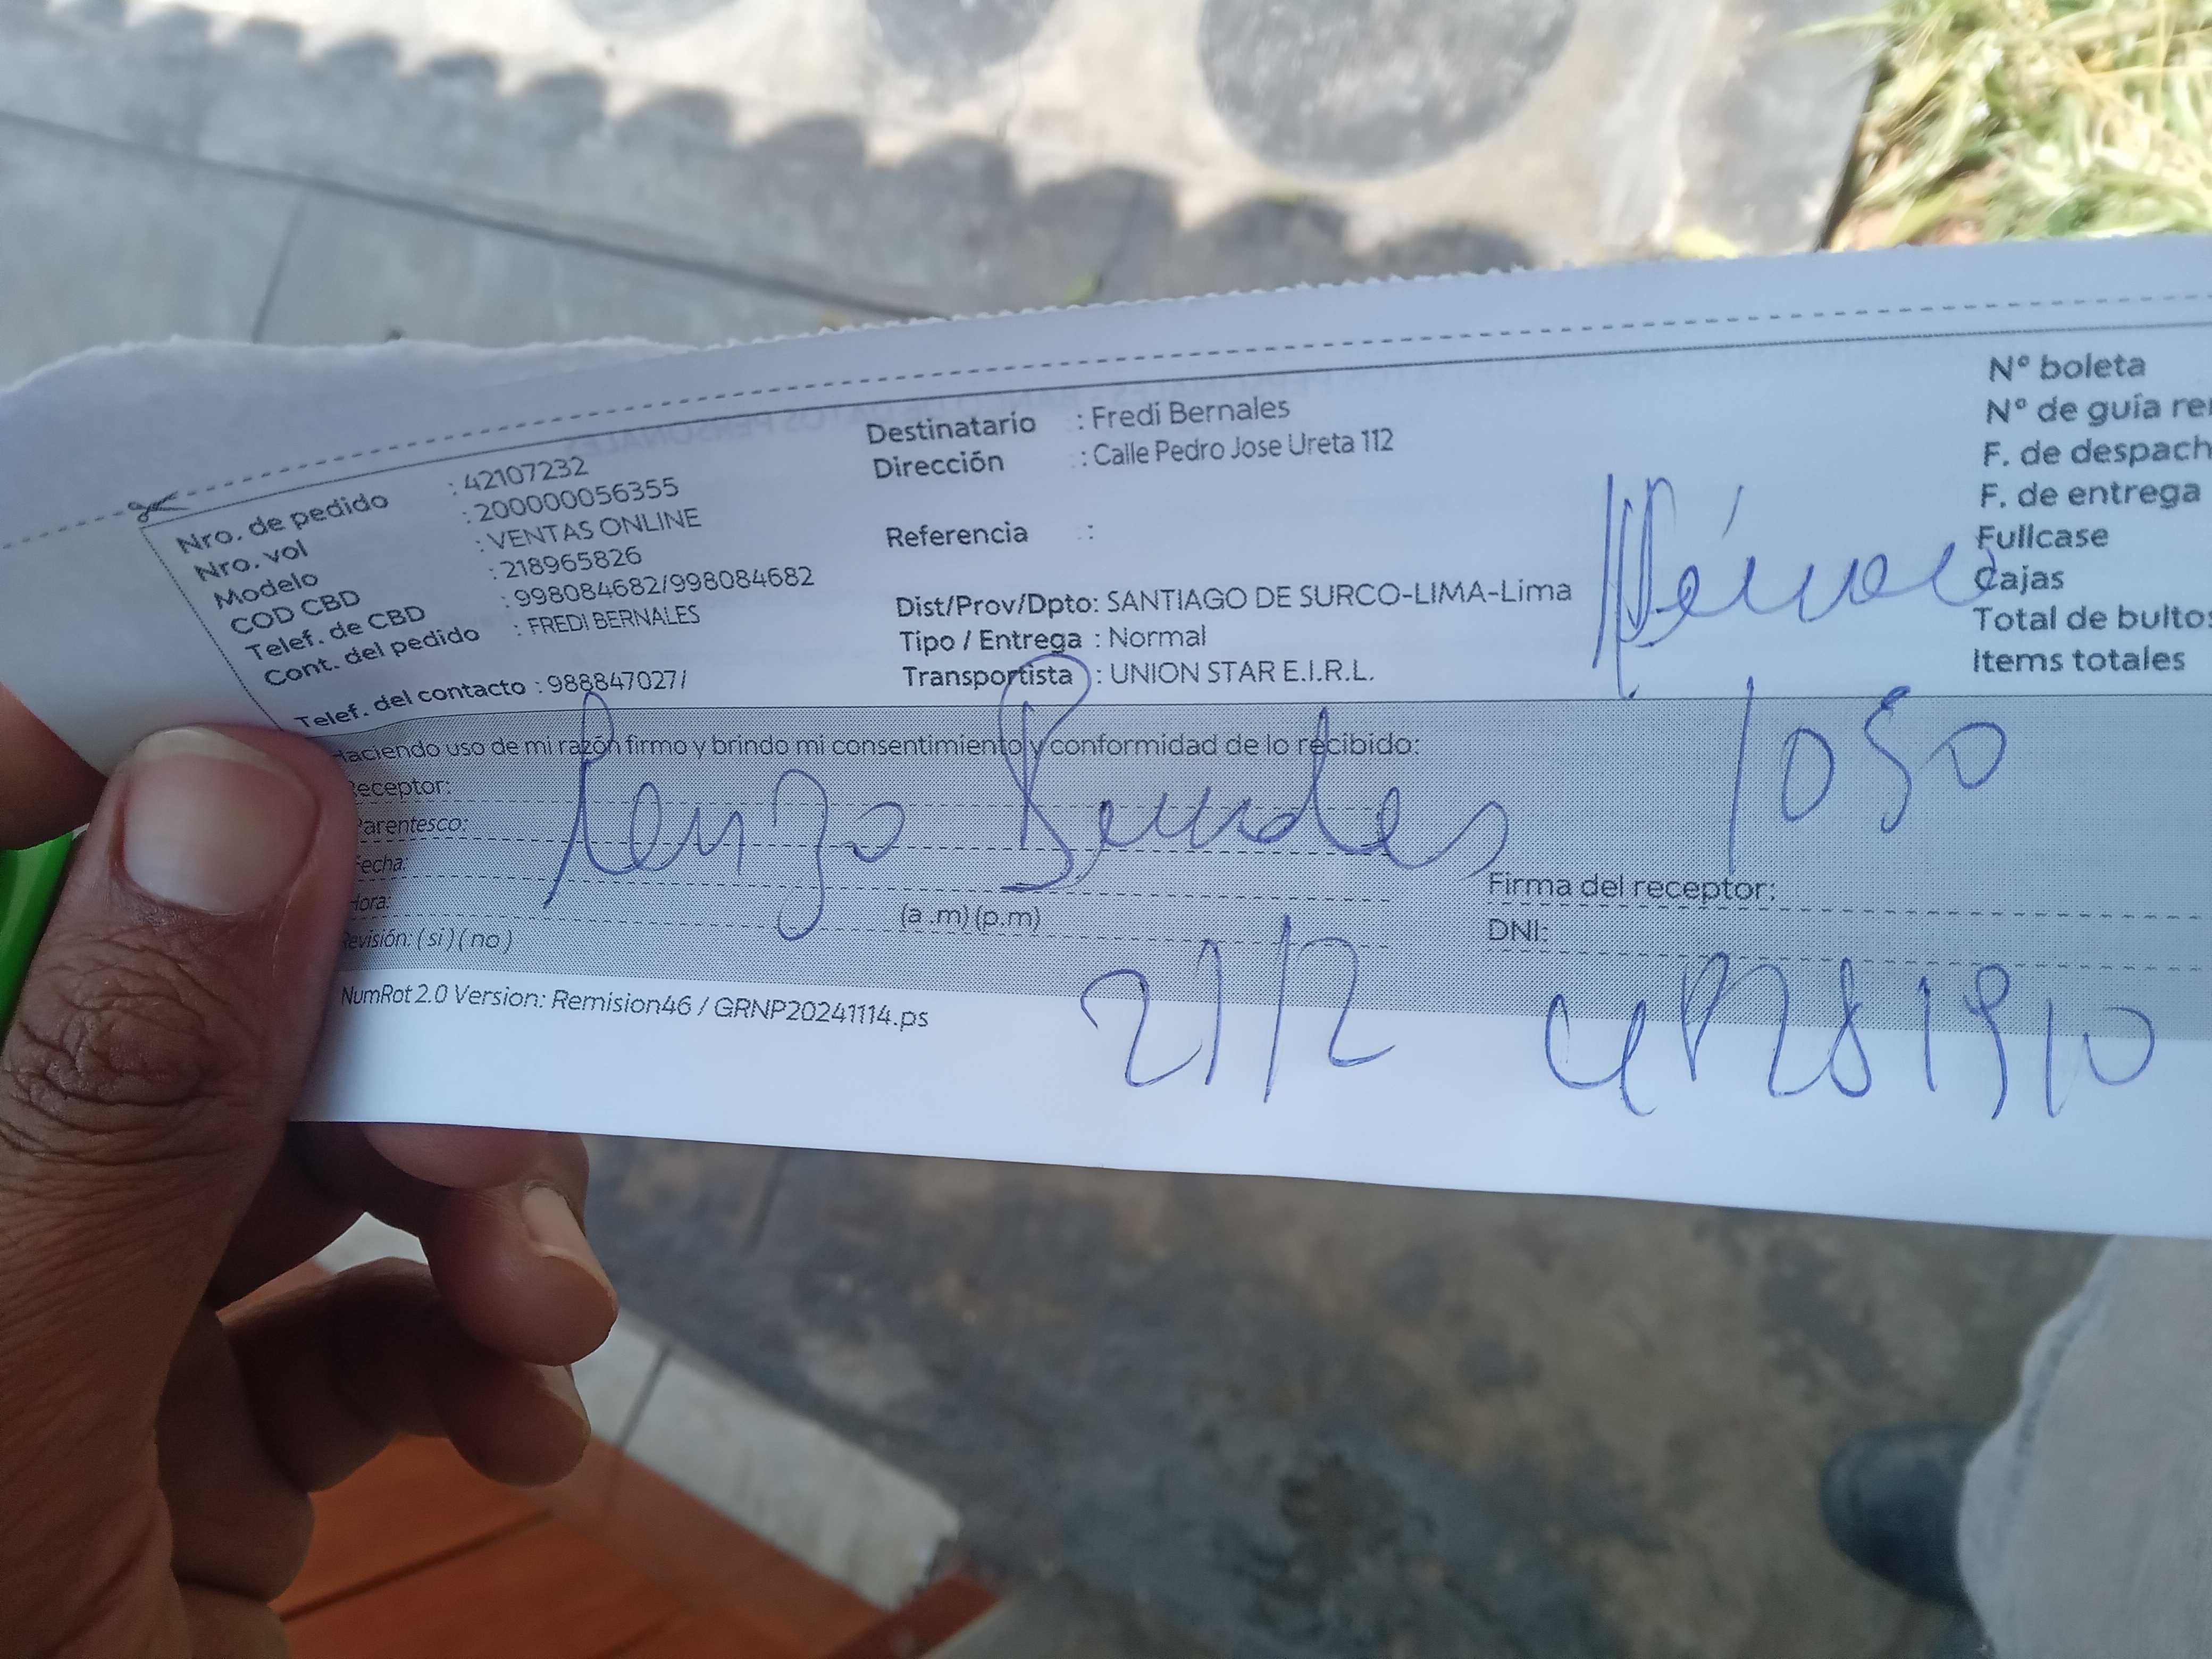 Nro. de pedido : 42107232
Nro. vol : 200000056355
Modelo : VENTAS ONLINE
COD CBD : 218965826
Telef. de CBD : 998084682/998084682
Cont. del pedido : FREDI BERNALES
Telef. del contacto : 988847027/
Destinatario : Fredi Bernales
Dirección : Calle Pedro Jose Ureta 112
Referencia :
Dist/Prov/Dpto: SANTIAGO DE SURCO-LIMA-Lima
Tipo / Entrega : Normal
Transportista : UNION STAR E.I.R.L.
N° boleta
N° de guia
F. de despach
F. de entrega
Fullcase
Cajas
Total de bultos
Items totales
Haciendo uso de mi razón firmo y brindo mi consentimiento y conformidad de lo recibido:
Receptor:
Renzo Bernales
1050
Parentesco:
Fecha:
Hora: (a .m) (p.m)
Revisión: ( si ) ( no )
Firma del receptor:
DNI:
21/2
NumRot 2.0 Version: Remision46 / GRNP20241114.ps